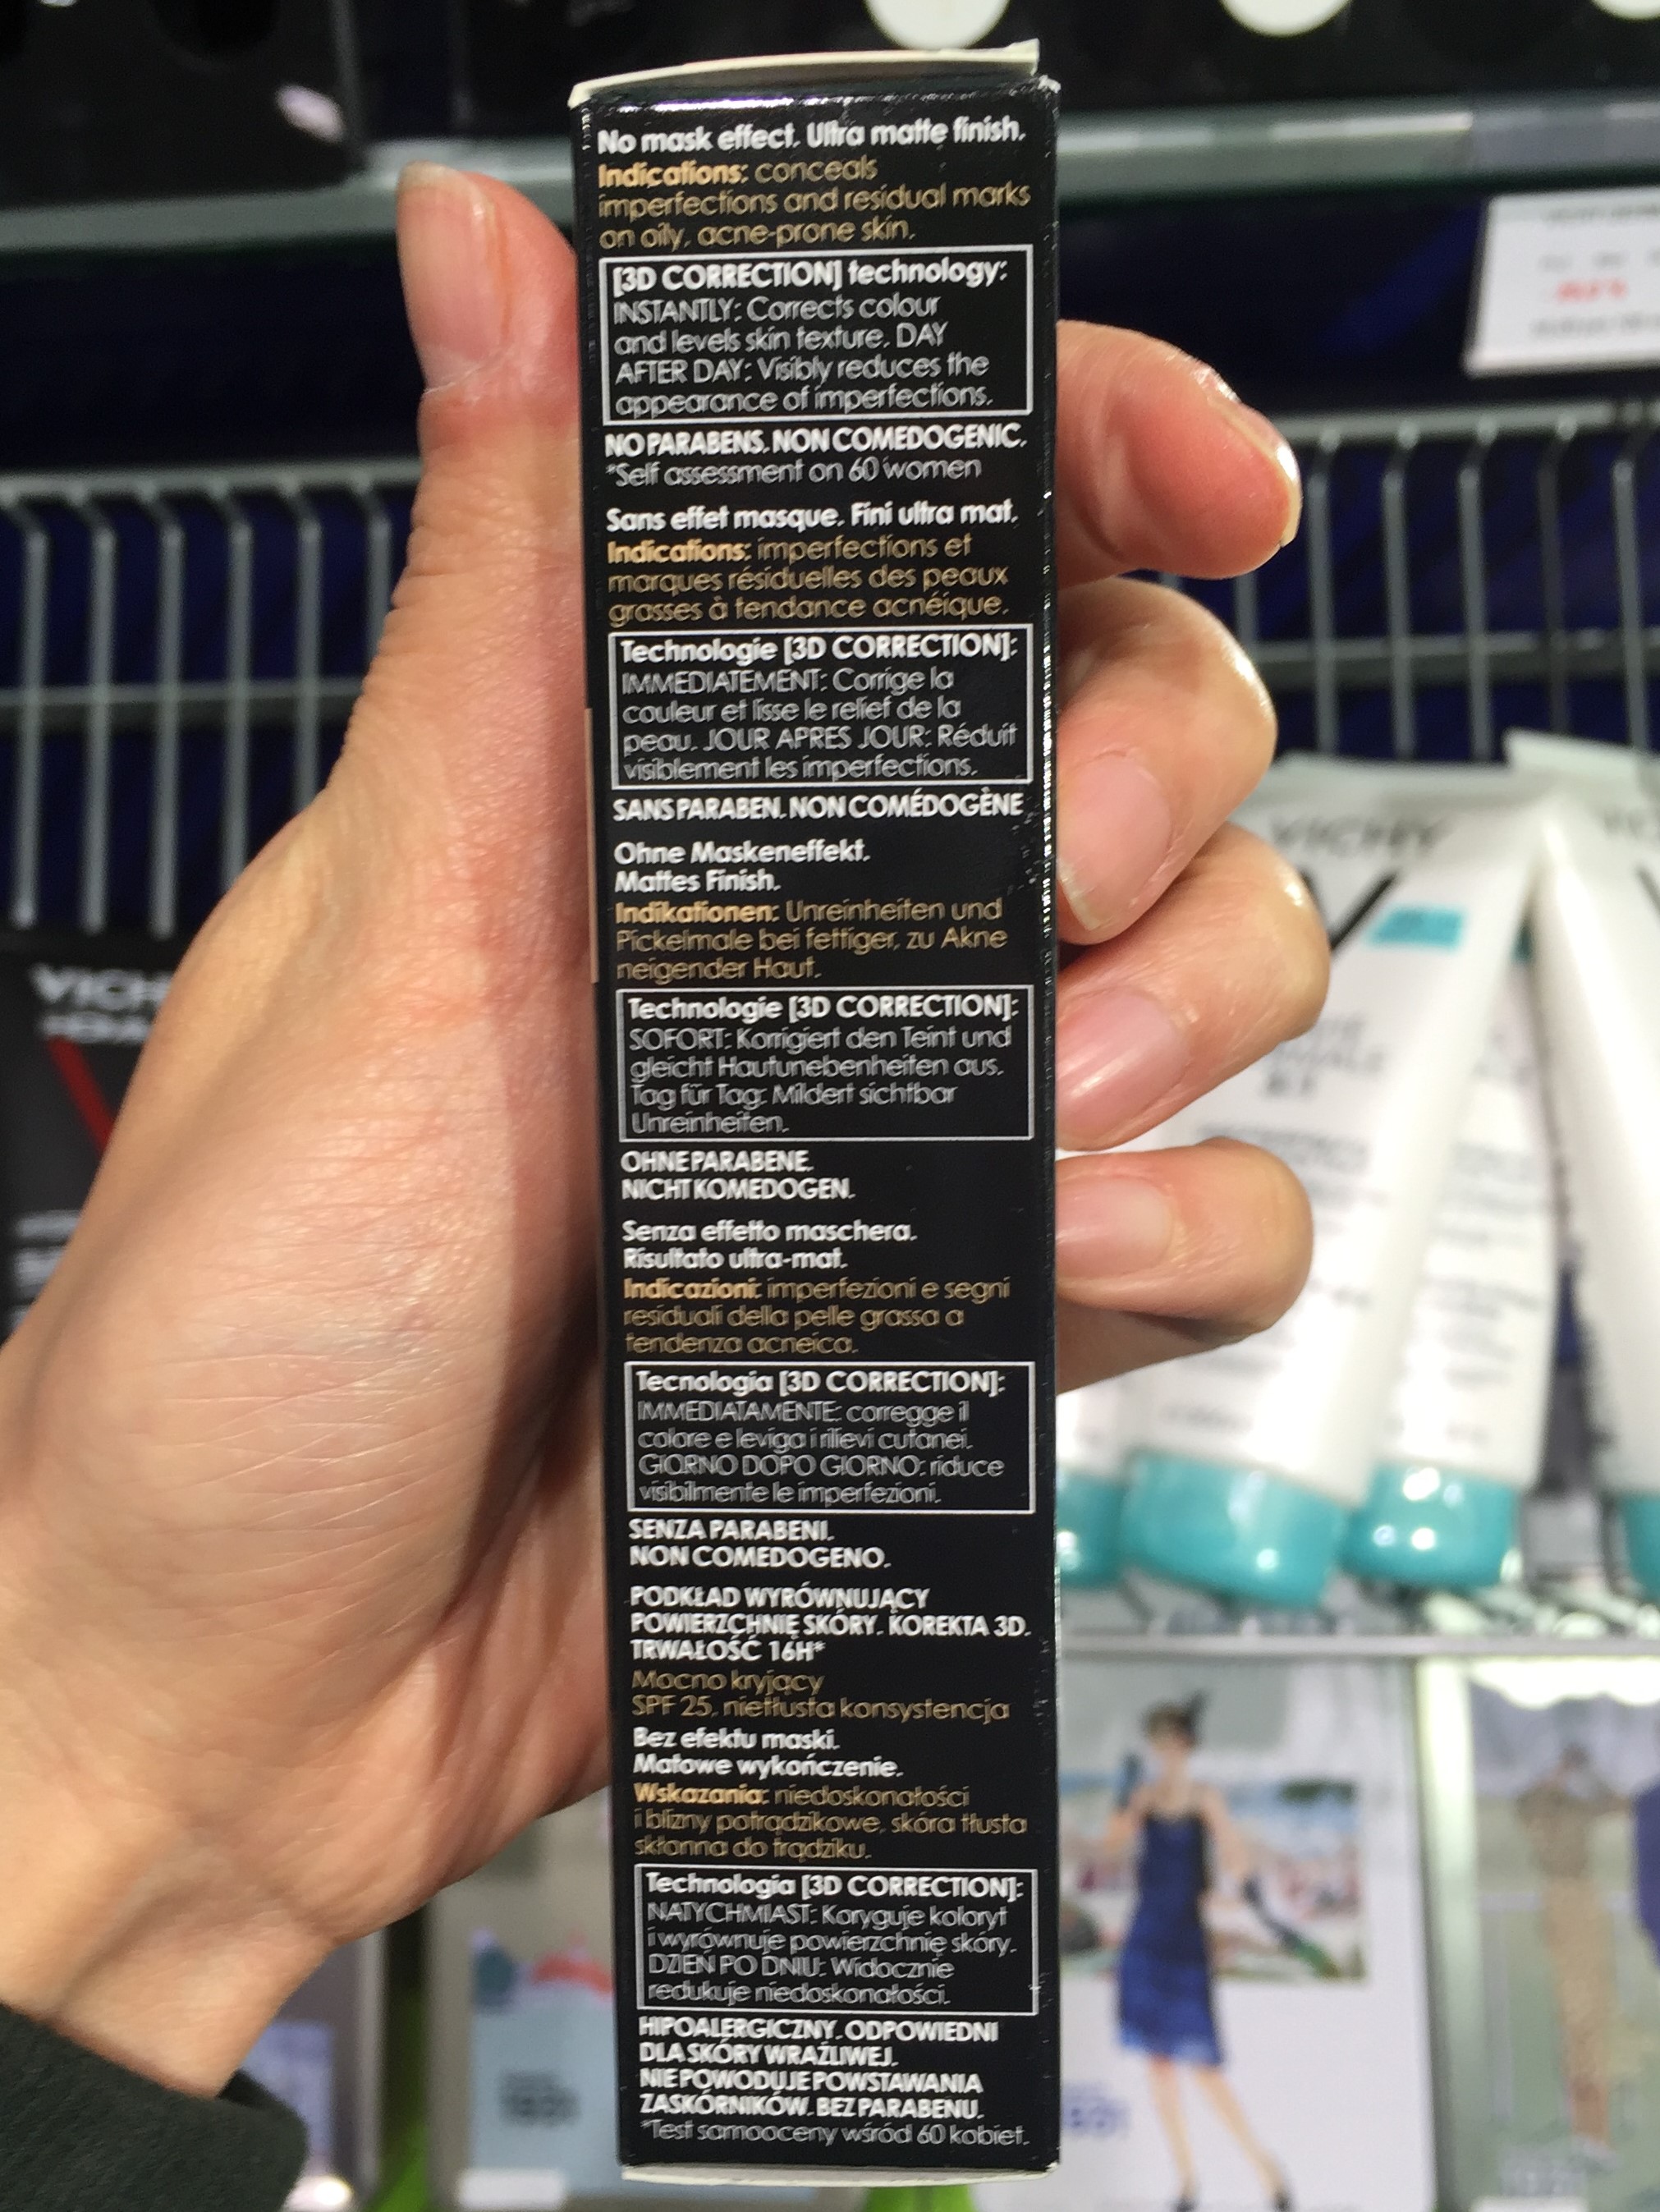 No mask effect. Ultra matte finish.
Indications: conceals
imperfections and residual marks
on oily, acne-prone skin.
[3D CORRECTION] technology:
INSTANTLY: Corrects colour
and levels skin texture. DAY
AFTER DAY: Visibly reduces the
appearance of imperfections.
NO PARABENS. NON COMEDOGENIC.
*Self assessment on 60 women
Sans effet masque. Fini ultra mat.
Indications: imperfections et
marques résiduelles des peaux
grasses à tendance acnéique.
Technologie [3D CORRECTION]:
IMMEDIATEMENT: Corrige la
couleur et lisse le relief de la
peau. JOUR APRES JOUR: Réduit
visiblement les imperfections.
SANS PARABEN. NON COMÉDOGÈNE
Ohne Maskeneffekt.
Mattes Finish.
Indikationen: Unreinheiten und
Pickelmale bei fettiger, zu Akne
neigender Haut.
Technologie [3D CORRECTION]:
SOFORT: Korrigiert den Teint und
gleicht Hautunebenheiten aus.
Tag für Tag: Mildert sichtbar
Unreinheiten.
OHNE PARABENE.
NICHT KOMEDOGEN.
Senza effetto maschera.
Risultato ultra-mat.
Indicazioni: imperfezioni e segni
residuali della pelle grassa a
tendenza acneica.
Tecnologia [3D CORRECTION]:
IMMEDIATAMENTE: corregge il
colore e leviga i rilievi cutanei.
GIORNO DOPO GIORNO: riduce
visibilmente le imperfezioni.
SENZA PARABENI.
NON COMEDOGENO.
PODKŁAD WYRÓWNUJĄCY
POWIERZCHNIĘ SKÓRY. KOREKTA 3D.
TRWAŁOŚĆ 16H*
Mocno kryjący
SPF 25, nietłusta konsystencja
Bez efektu maski.
Matowe wykończenie.
Wskazania: niedoskonałości
i blizny potrądzikowe, skóra tłusta
skłonna do trądziku.
Technologia [3D CORRECTION]:
NATYCHMIAST: Koryguje koloryt
i wyrównuje powierzchnię skóry.
DZIEŃ PO DNIU: Widocznie
redukuje niedoskonałości.
HIPOALERGICZNY. ODPOWIEDNI
DLA SKÓRY WRAŻLIWEJ.
NIE POWODUJE POWSTAWANIA
ZASKÓRNIKÓW. BEZ PARABENU.
*Test samooceny wśród 60 kobiet.
VICHY